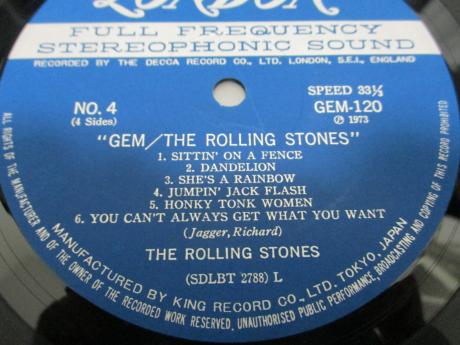 LONDON
FULL FREQUENCY
STEREOPHONIC SOUND
RECORDED BY THE DECCA RECORD CO., LTD. LONDON, S.E.I., ENGLAND
NO. 4
(4 Sides)
SPEED 33⅓
GEM-120
Ⓟ 1973
"GEM/THE ROLLING STONES"
1. SITTIN' ON A FENCE
2. DANDELION
3. SHE'S A RAINBOW
4. JUMPIN' JACK FLASH
5. HONKY TONK WOMEN
6. YOU CAN'T ALWAYS GET WHAT YOU WANT
(Jagger, Richard)
THE ROLLING STONES
(SDLBT 2788) L
MANUFACTURED BY KING RECORD CO., LTD. TOKYO, JAPAN
ALL RIGHTS OF THE MANUFACTURER AND OF THE OWNER OF THE RECORDED WORK RESERVED, UNAUTHORISED PUBLIC PERFORMANCE, BROADCASTING AND COPYING OF THIS RECORD PROHIBITED